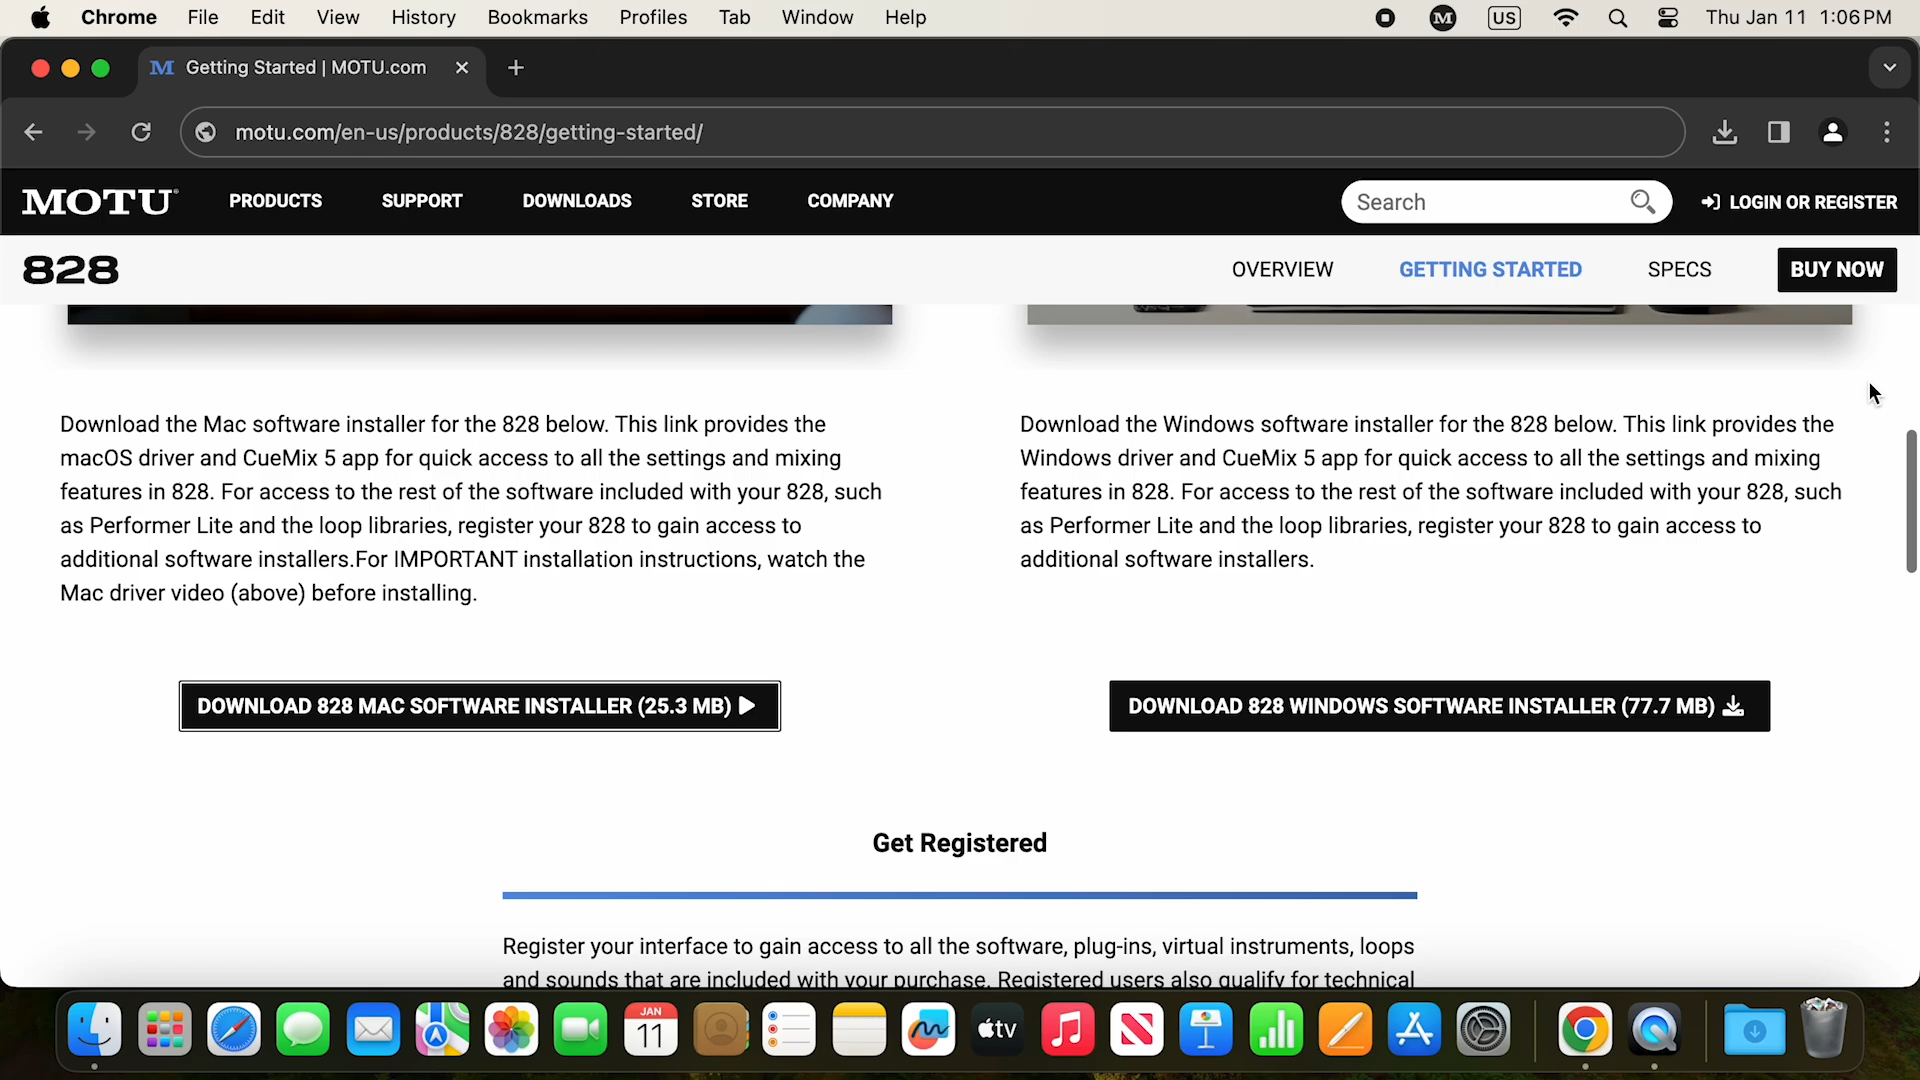 Chrome File Edit View History Bookmarks Profiles Tab Window Help M US Thu Jan 11 1:06 PM
M Getting Started | MOTU.com
motu.com/en-us/products/828/getting-started/
MOTU PRODUCTS SUPPORT DOWNLOADS STORE COMPANY Search LOGIN OR REGISTER
828 OVERVIEW GETTING STARTED SPECS BUY NOW
Download the Mac software installer for the 828 below. This link provides the
macOS driver and CueMix 5 app for quick access to all the settings and mixing
features in 828. For access to the rest of the software included with your 828, such
as Performer Lite and the loop libraries, register your 828 to gain access to
additional software installers.For IMPORTANT installation instructions, watch the
Mac driver video (above) before installing.
DOWNLOAD 828 MAC SOFTWARE INSTALLER (25.3 MB)
Download the Windows software installer for the 828 below. This link provides the
Windows driver and CueMix 5 app for quick access to all the settings and mixing
features in 828. For access to the rest of the software included with your 828, such
as Performer Lite and the loop libraries, register your 828 to gain access to
additional software installers.
DOWNLOAD 828 WINDOWS SOFTWARE INSTALLER (77.7 MB)
Get Registered
Register your interface to gain access to all the software, plug-ins, virtual instruments, loops
and sounds that are included with your purchase. Registered users also qualify for technical
JAN
11
tv